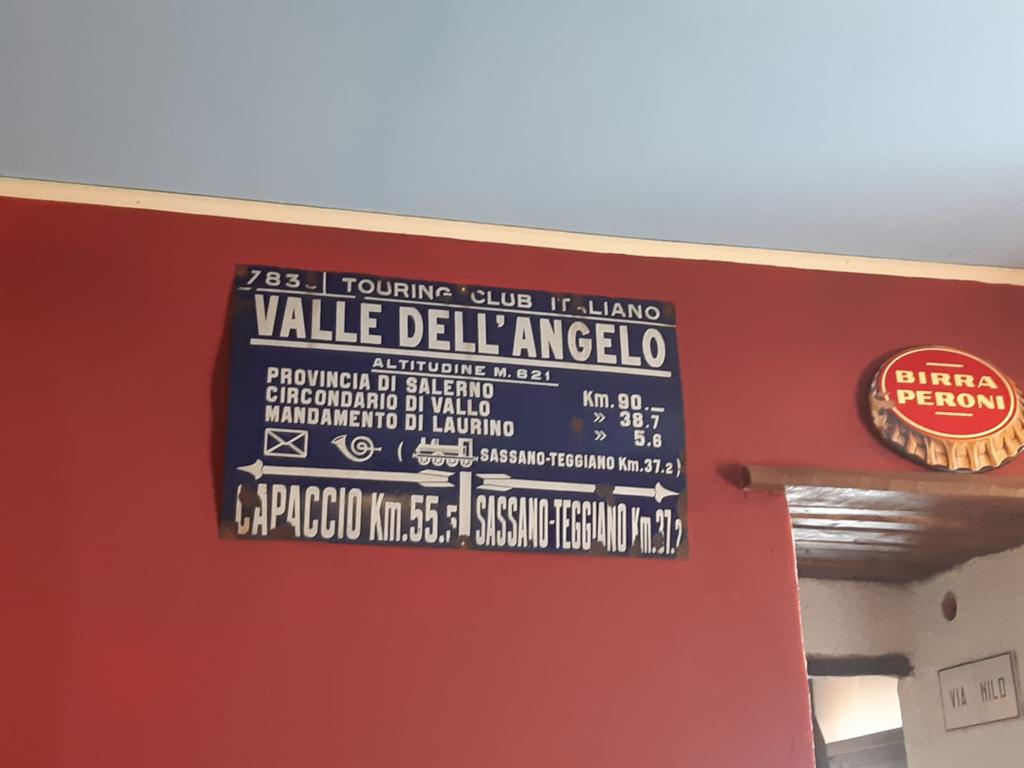 TOURING CLUB ITALIANO
VALLE DELL'ANGELO
ALTITUDINE M. 621
PROVINCIA DI SALERNO Km. 90.—
CIRCONDARIO DI VALLO » 38.7
MANDAMENTO DI LAURINO » 5.6
( SASSANO-TEGGIANO Km. 37.2 )
CAPACCIO Km. 55.5
SASSANO-TEGGIANO Km. 37.2
BIRRA
PERONI
VIA NILO